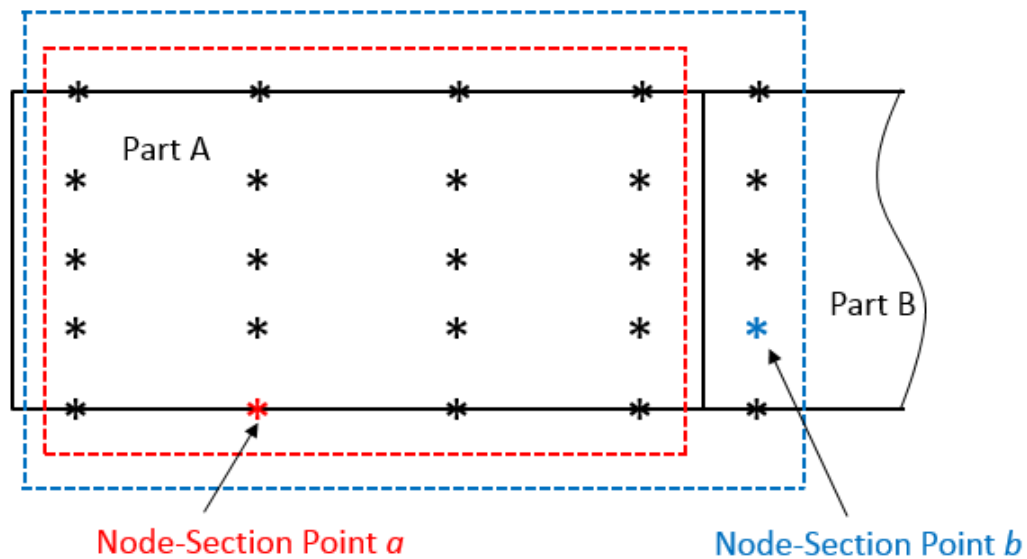 Part A
Part B
Node-Section Point a
Node-Section Point b